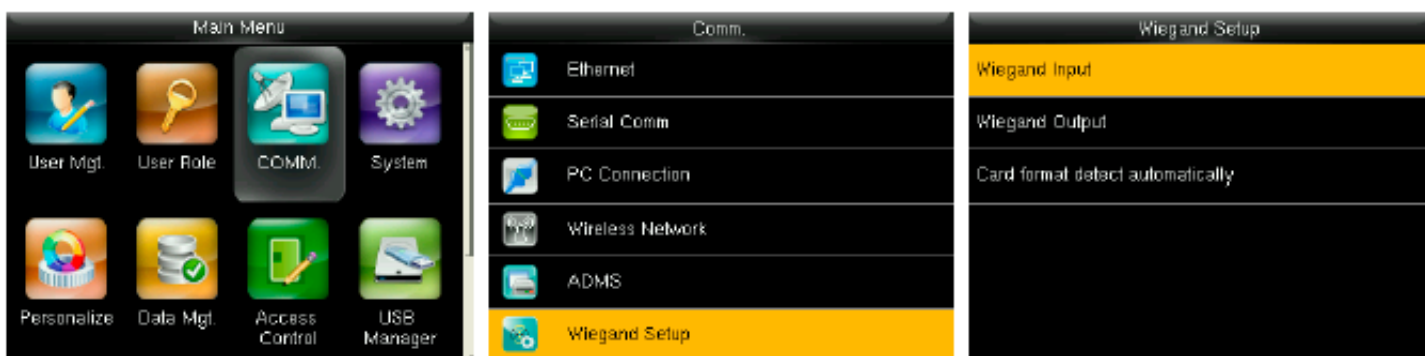 Main Menu
User Mgt.
User Role
COMM.
System
Personalize
Data Mgt.
Access
Control
USB
Manager
Comm.
Ethernet
Serial Comm
PC Connection
Wireless Network
ADMS
Wiegand Setup
Wiegand Setup
Wiegand Input
Wiegand Output
Card format detect automatically